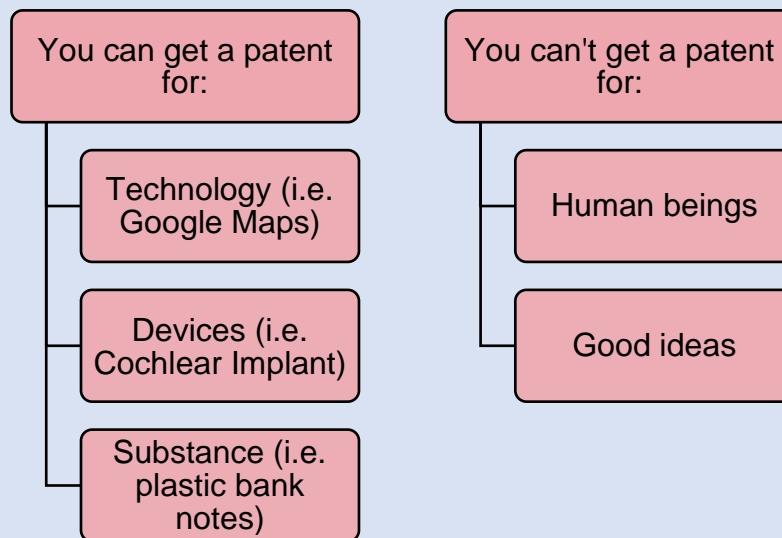 You can get a patent
for:
Technology (i.e.
Google Maps)
Devices (i.e.
Cochlear Implant)
Substance (i.e.
plastic bank
notes)
You can't get a patent
for:
Human beings
Good ideas